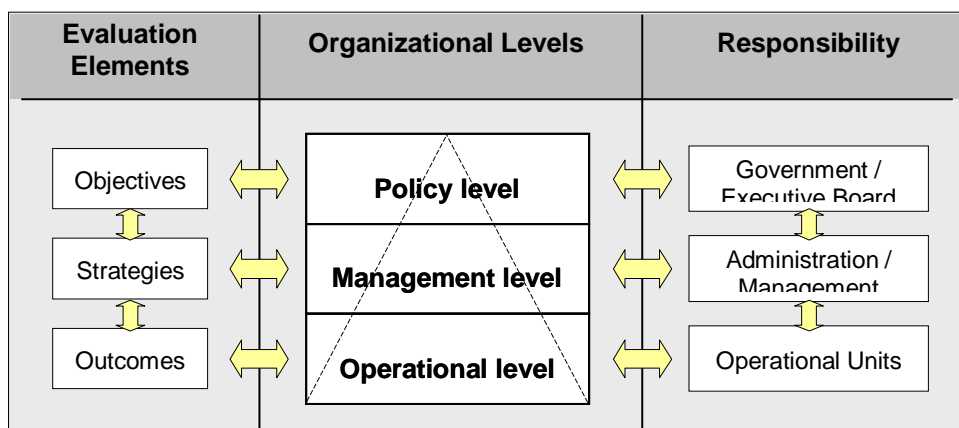 Evaluation
Elements
Organizational Levels
Responsibility
Objectives
Policy level
Government /
Executive Board
Strategies
Management level
Administration /
Management
Outcomes
Operational level
Operational Units